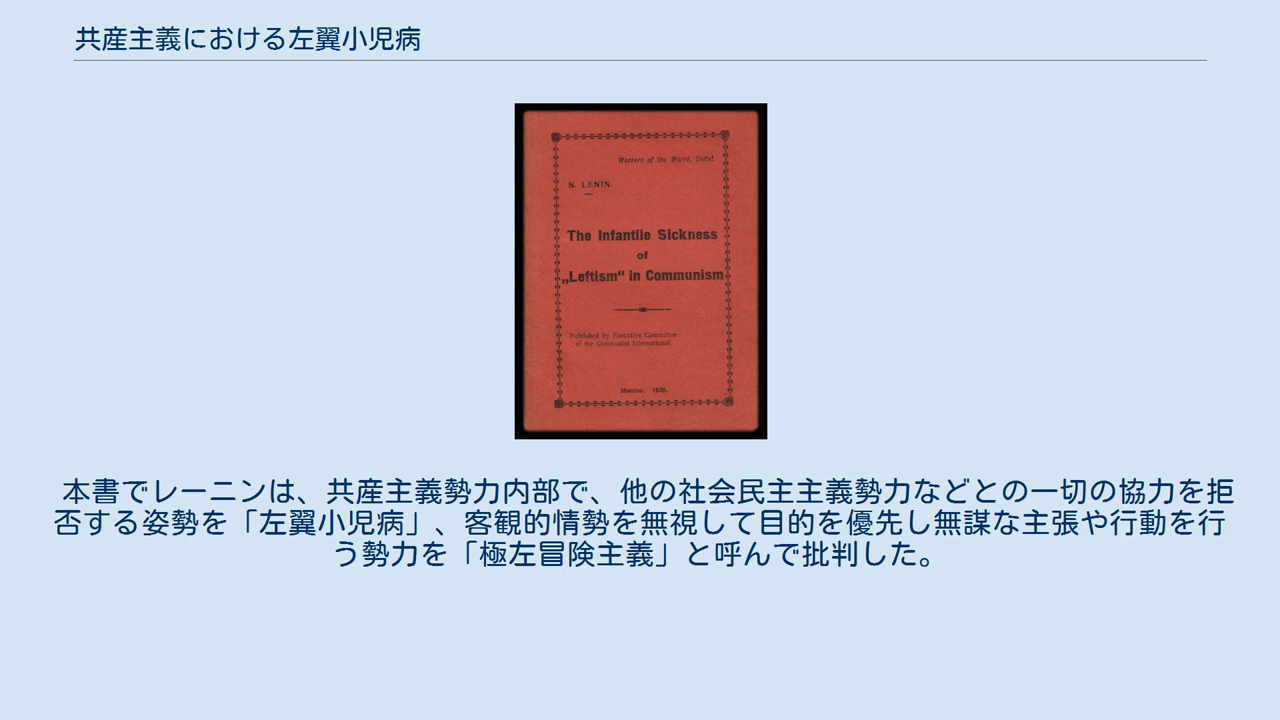 共産主義における左翼小児病
Workers of the World, Unite!
N. LENIN
The Infantile Sickness
of
„Leftism“ in Communism
Published by Executive Committee
of the Communist International.
Moscow. 1920.
本書でレーニンは、共産主義勢力内部で、他の社会民主主義勢力などとの一切の協力を拒
否する姿勢を「左翼小児病」、客観的情勢を無視して目的を優先し無謀な主張や行動を行
う勢力を「極左冒険主義」と呼んで批判した。